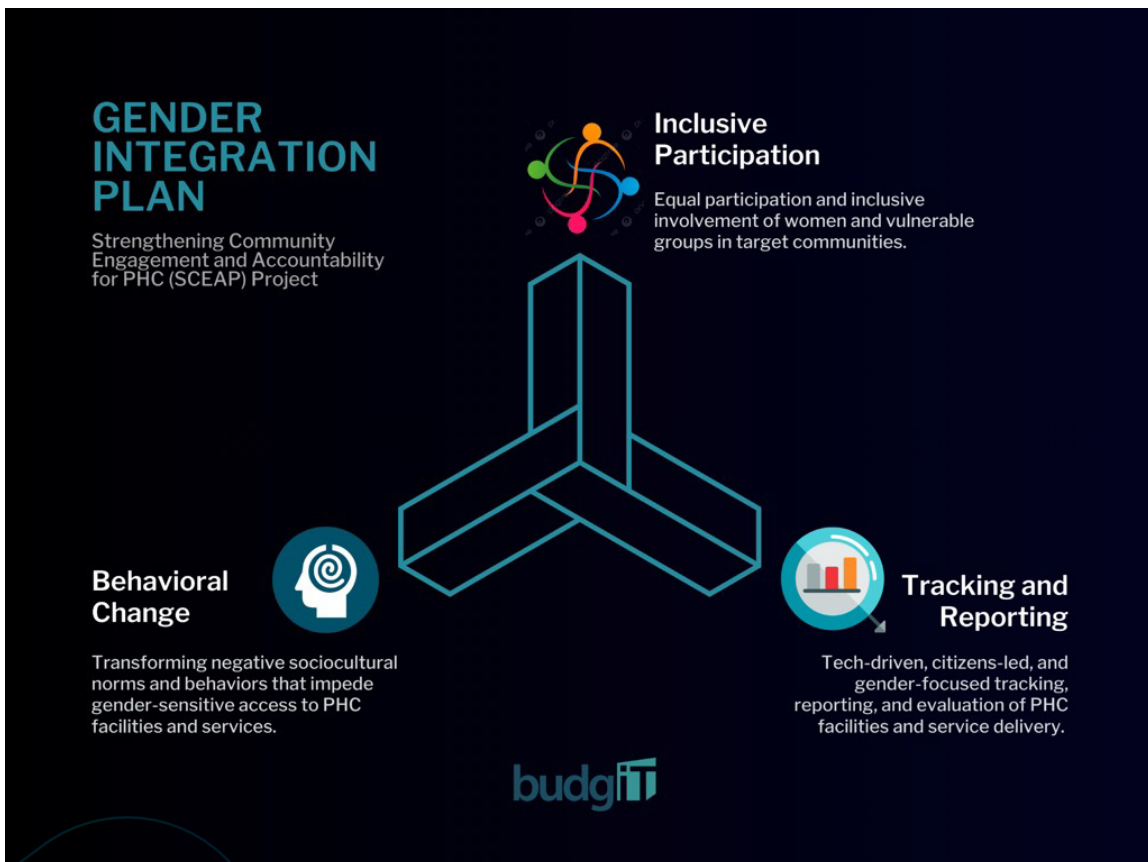 GENDER
INTEGRATION
PLAN
Strengthening Community
Engagement and Accountability
for PHC (SCEAP) Project
Inclusive
Participation
Equal participation and inclusive
involvement of women and vulnerable
groups in target communities.
Behavioral
Change
Transforming negative sociocultural
norms and behaviors that impede
gender-sensitive access to PHC
facilities and services.
Tracking and
Reporting
Tech-driven, citizens-led, and
gender-focused tracking,
reporting, and evaluation of PHC
facilities and service delivery.
budgIT